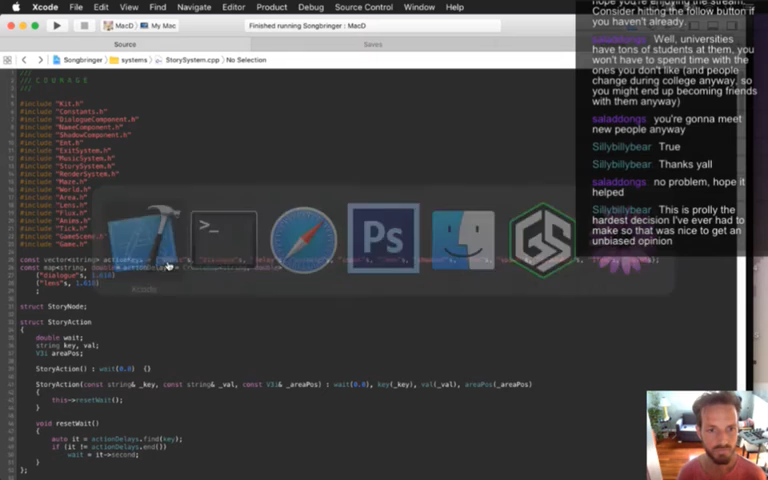 Xcode File Edit View Find Navigate Editor Product Debug Source Control Window Help
MacD My Mac
Finished running Songbringer : MacD
Source
Saves
Songbringer systems StorySystem.cpp No Selection
///
/// C O U R A G E
///
#include "Kit.h"
#include "Constants.h"
#include "DialogueComponent.h"
#include "NameComponent.h"
#include "ShadowComponent.h"
#include "Ent.h"
#include "ExitSystem.h"
#include "MusicSystem.h"
#include "StorySystem.h"
#include "RenderSystem.h"
#include "Maze.h"
#include "World.h"
#include "Area.h"
#include "Lens.h"
#include "Flux.h"
#include "Anims.h"
#include "Tick.h"
#include "GameScene.h"
#include "Game.h"
{"dialogue"s, 1.618}
{"lens"s, 1.618}
struct StoryNode;
struct StoryAction
{
double wait;
string key, val;
V3i areaPos;
StoryAction() : wait(0.0) {}
StoryAction(const string& _key, const string& _val, const V3i& _areaPos) : wait(0.0), key(_key), val(_val), areaPos(_areaPos)
{
this->resetWait();
}
void resetWait()
{
auto it = actionDelays.find(key);
if (it != actionDelays.end())
wait = it->second;
}
};
>_
Ps
GS
Xcode
hope you're enjoying the stream.
Consider hitting the follow button if
you haven't already.
saladdongs Well, universities
have tons of students at them, you
won't have to spend time with the
ones you don't like (and people
change during college anyway, so
you might end up becoming friends
with them anyway)
saladdongs you're gonna meet
new people anyway
Sillybillybear True
Sillybillybear Thanks yall
saladdongs no problem, hope it
helped
Sillybillybear This is prolly the
hardest decision I've ever had to
make so that was nice to get an
unbiased opinion